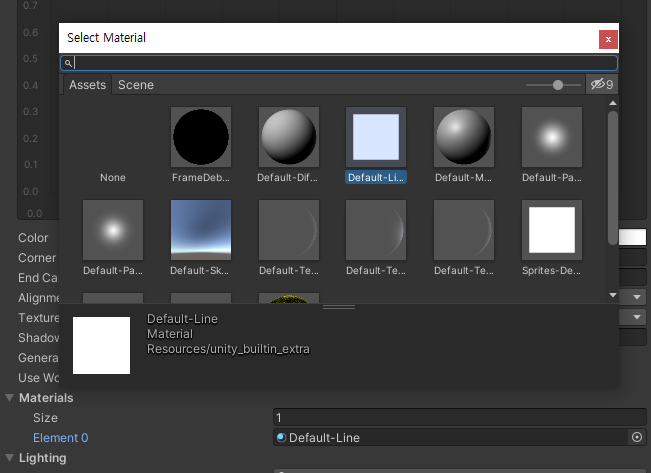 0.7
Select Material
x
0.5
Assets Scene 9
0.4
0.3
0.2
0.1
0.0
None FrameDeb... Default-Dif... Default-Li... Default-M... Default-Pa...
0.0
Color
Corner
End Ca
Default-Pa... Default-Sk... Default-Te... Default-Te... Default-Te... Sprites-De...
Alignme
Texture
Shadow
Genera
Use Wo
Default-Line
Material
Resources/unity_builtin_extra
Materials
Size 1
Element 0 Default-Line
Lighting